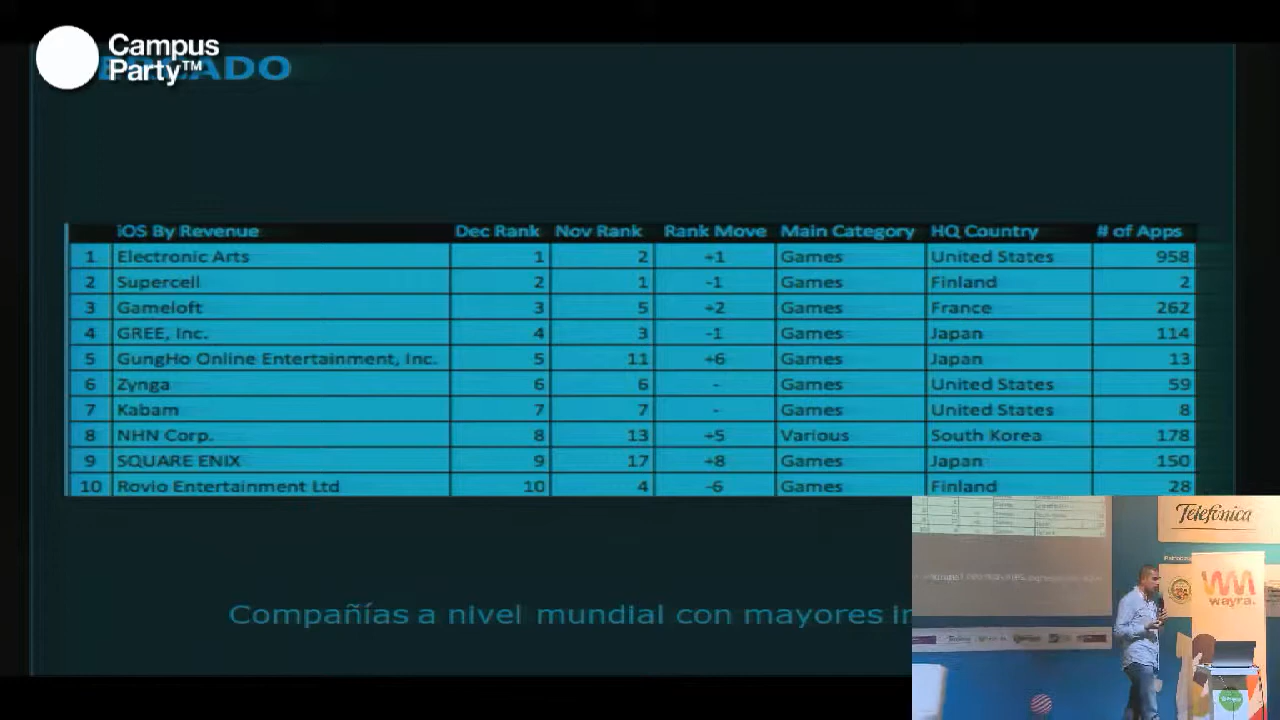 Campus
Party™
ADO
iOS By Revenue Dec Rank Nov Rank Rank Move Main Category HQ Country # of Apps
1 Electronic Arts 1 2 +1 Games United States 958
2 Supercell 2 1 -1 Games Finland 2
3 Gameloft 3 5 +2 Games France 262
4 GREE, Inc. 4 3 -1 Games Japan 114
5 GungHo Online Entertainment, Inc. 5 11 +6 Games Japan 13
6 Zynga 6 6 - Games United States 59
7 Kabam 7 7 - Games United States 8
8 NHN Corp. 8 13 +5 Various South Korea 178
9 SQUARE ENIX 9 17 +8 Games Japan 150
10 Rovio Entertainment Ltd 10 4 -6 Games Finland 28
Compañías a nivel mundial con mayores in
Telefónica
wayra.